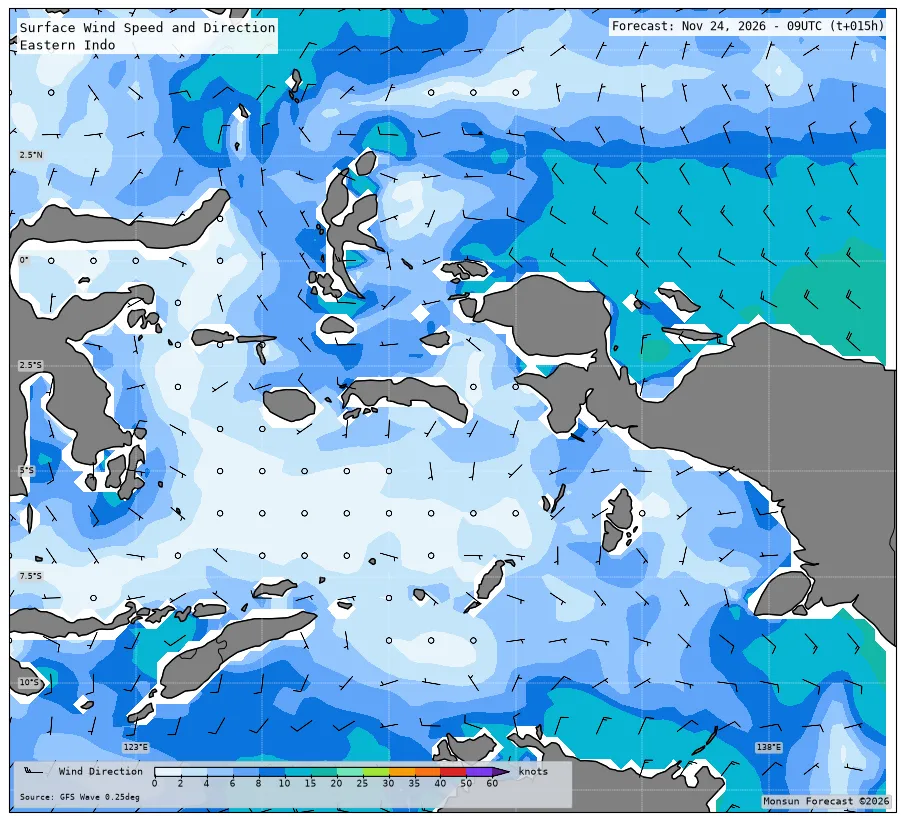 Surface Wind Speed and Direction
Eastern Indo
Forecast: Nov 24, 2026 - 09UTC (t+015h)
2.5°N
0°
2.5°S
5°S
7.5°S
10°S
123°E
138°E
Wind Direction
0 2 4 6 8 10 15 20 25 30 35 40 50 60
knots
Source: GFS Wave 0.25deg
Monsun Forecast ©2026